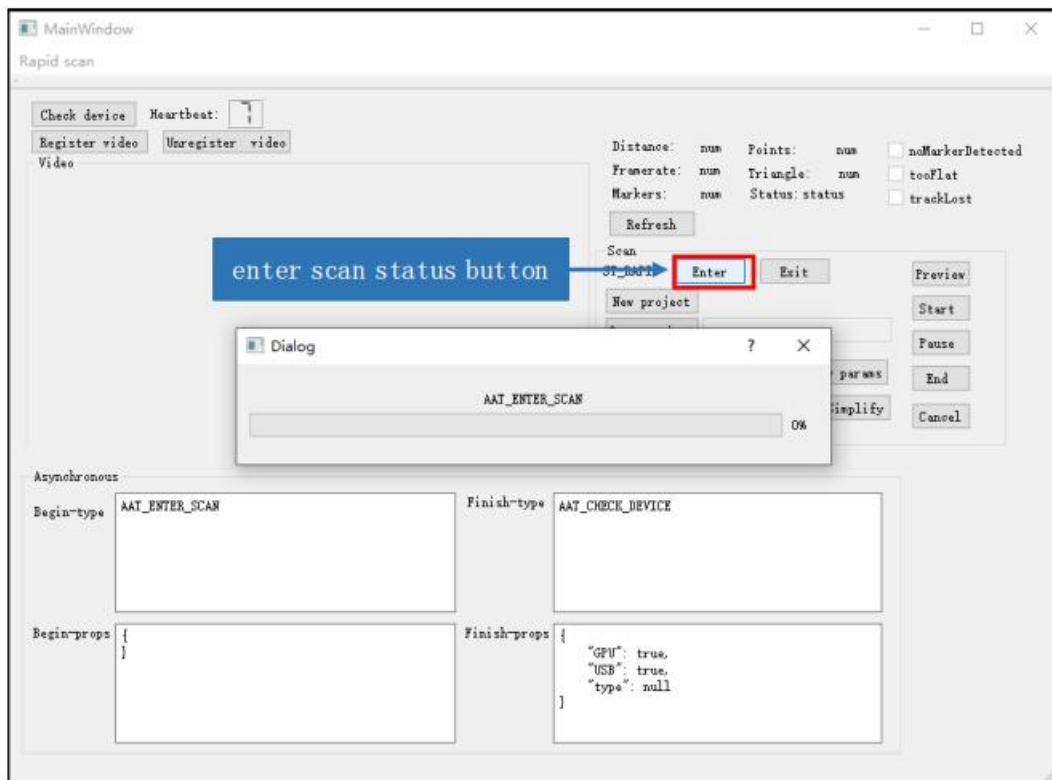 MainWindow
Rapid scan
Check device Heartbeat: 7
Register video Unregister video
Video
Distance: num Points: num noMarkerDetected
Framerate: num Triangle: num tooFlat
Markers: num Status: status trackLost
Refresh
Scan
enter scan status button
Enter Exit Preview
New project Start
Dialog ? Pause
params End
AAT_ENTER_SCAN
Simplify Cancel
0%
Asynchronous
Begin-type AAT_ENTER_SCAN Finish-type AAT_CHECK_DEVICE
Begin-props { Finish-props {
} "GPU": true,
"USB": true,
"type": null
}